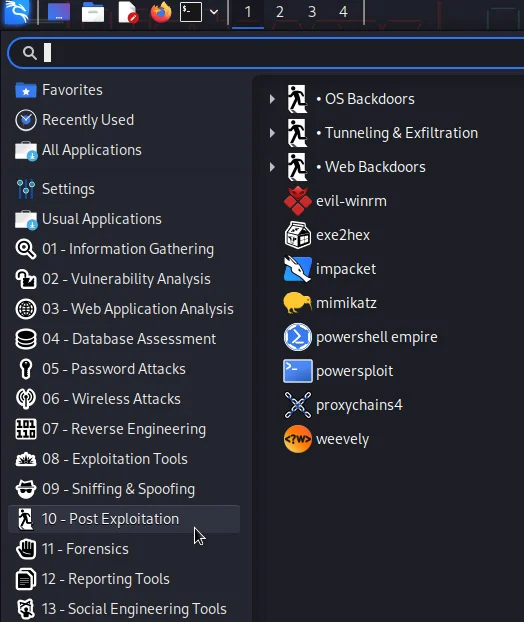 1 2 3 4
Favorites
Recently Used
All Applications
Settings
Usual Applications
01 - Information Gathering
02 - Vulnerability Analysis
03 - Web Application Analysis
04 - Database Assessment
05 - Password Attacks
06 - Wireless Attacks
07 - Reverse Engineering
08 - Exploitation Tools
09 - Sniffing & Spoofing
10 - Post Exploitation
11 - Forensics
12 - Reporting Tools
13 - Social Engineering Tools
• OS Backdoors
• Tunneling & Exfiltration
• Web Backdoors
evil-winrm
exe2hex
impacket
mimikatz
powershell empire
powersploit
proxychains4
weevely